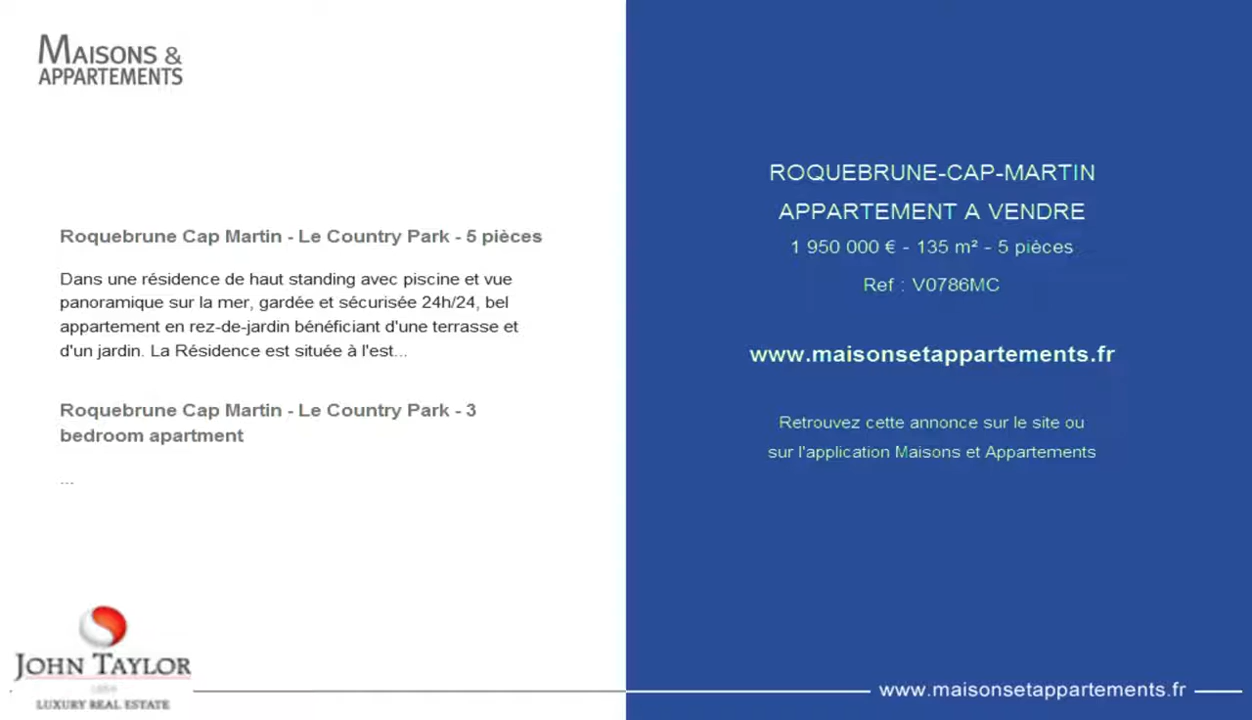 MAISONS &
APPARTEMENTS
Roquebrune Cap Martin - Le Country Park - 5 pièces
Dans une résidence de haut standing avec piscine et vue
panoramique sur la mer, gardée et sécurisée 24h/24, bel
appartement en rez-de-jardin bénéficiant d'une terrasse et
d'un jardin. La Résidence est située à l'est...
Roquebrune Cap Martin - Le Country Park - 3
bedroom apartment
...
JOHN TAYLOR
LUXURY REAL ESTATE
ROQUEBRUNE-CAP-MARTIN
APPARTEMENT A VENDRE
1 950 000 € - 135 m² - 5 pièces
Ref : V0786MC
www.maisonsetappartements.fr
Retrouvez cette annonce sur le site ou
sur l'application Maisons et Appartements
www.maisonsetappartements.fr